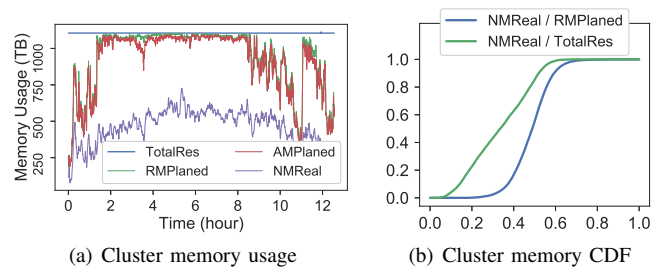 Memory Usage (TB)
1000
750
500
250
TotalRes
RMPlaned
AMPlaned
NMReal
0 2 4 6 8 10 12
Time (hour)
(a) Cluster memory usage
NMReal / RMPlaned
NMReal / TotalRes
1.0
0.8
0.6
0.4
0.2
0.0
0.0 0.2 0.4 0.6 0.8 1.0
(b) Cluster memory CDF